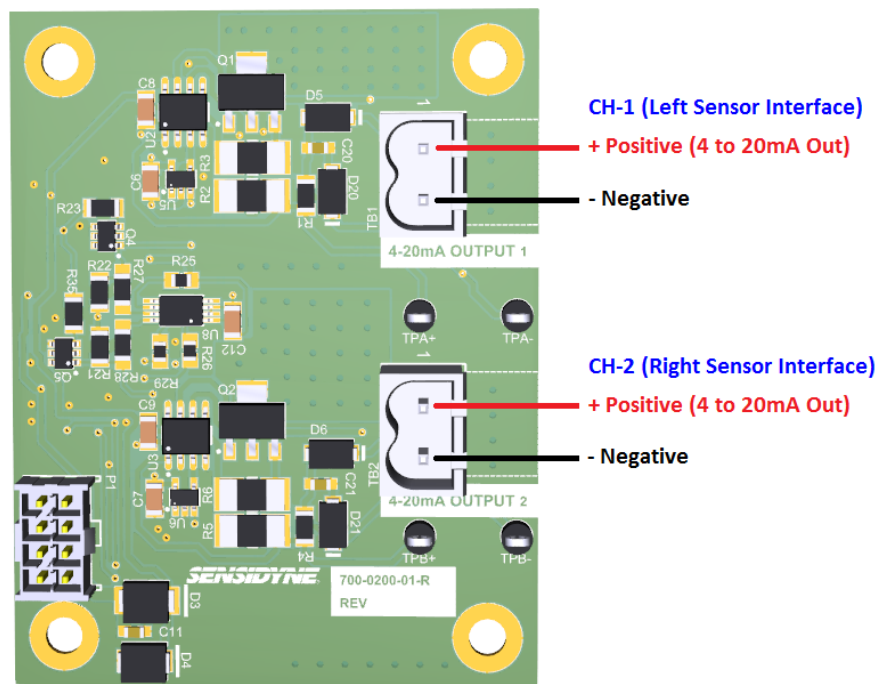 Q1
C8
D5
1
CH-1 (Left Sensor Interface)
U2
+ Positive (4 to 20mA Out)
C20
R3
C6
U5
R2
D20
- Negative
R23
R1
TB1
Q4
4-20mA OUTPUT 1
R25
R27
R22
R35
TPA+
TPA-
U8
C12
1
R21
R28
R26
R29
Q5
CH-2 (Right Sensor Interface)
Q2
C9
+ Positive (4 to 20mA Out)
D6
U3
- Negative
TB2
C21
P1
R6
C7
U6
4-20mA OUTPUT 2
R5
D21
R4
TPB+
TPB-
SENSIDYNE
700-0200-01-R
REV
D3
C11
D4